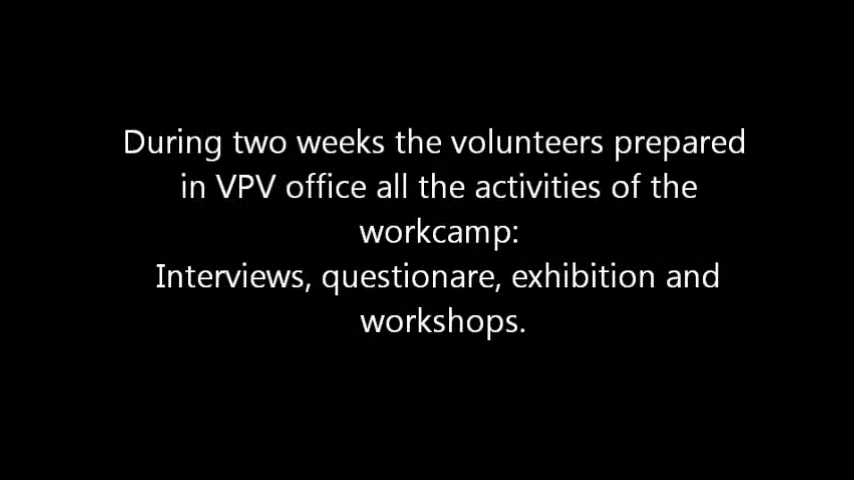 During two weeks the volunteers prepared
in VPV office all the activities of the
workcamp:
Interviews, questionare, exhibition and
workshops.